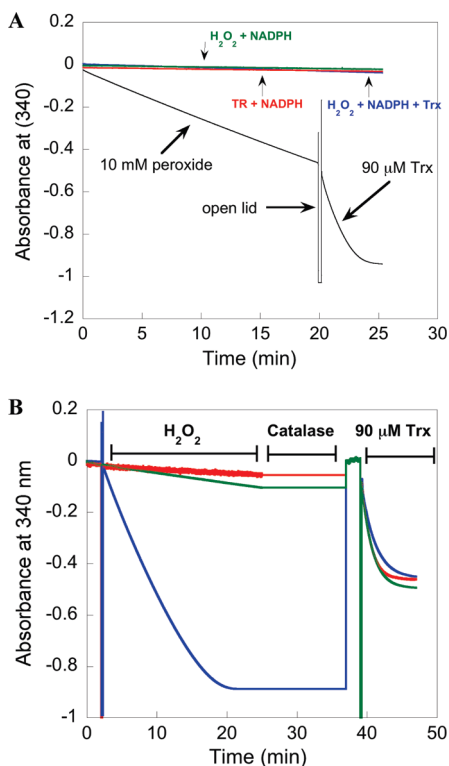 A
H₂O₂ + NADPH
TR + NADPH
H₂O₂ + NADPH + Trx
10 mM peroxide
90 μM Trx
open lid
Absorbance at (340)
0
-0.2
-0.4
-0.6
-0.8
-1
-1.2
0 5 10 15 20 25 30
Time (min)
B
H₂O₂ Catalase 90 μM Trx
Absorbance at 340 nm
0.2
0
-0.2
-0.4
-0.6
-0.8
-1
0 10 20 30 40 50
Time (min)